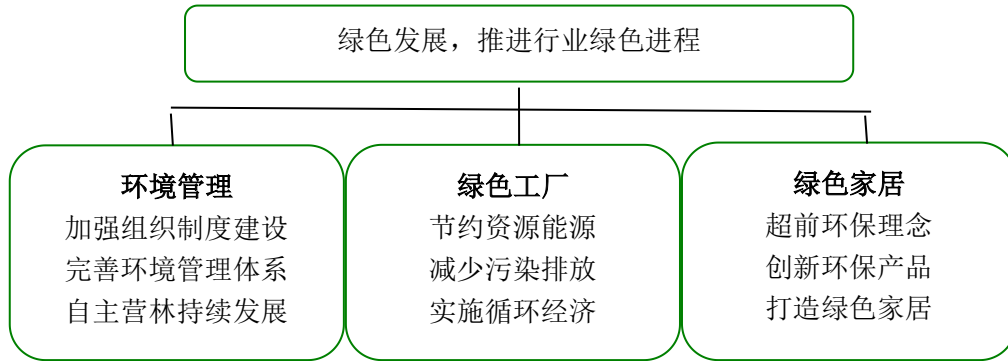 绿色发展，推进行业绿色进程
环境管理
加强组织制度建设
完善环境管理体系
自主营林持续发展
绿色工厂
节约资源能源
减少污染排放
实施循环经济
绿色家居
超前环保理念
创新环保产品
打造绿色家居